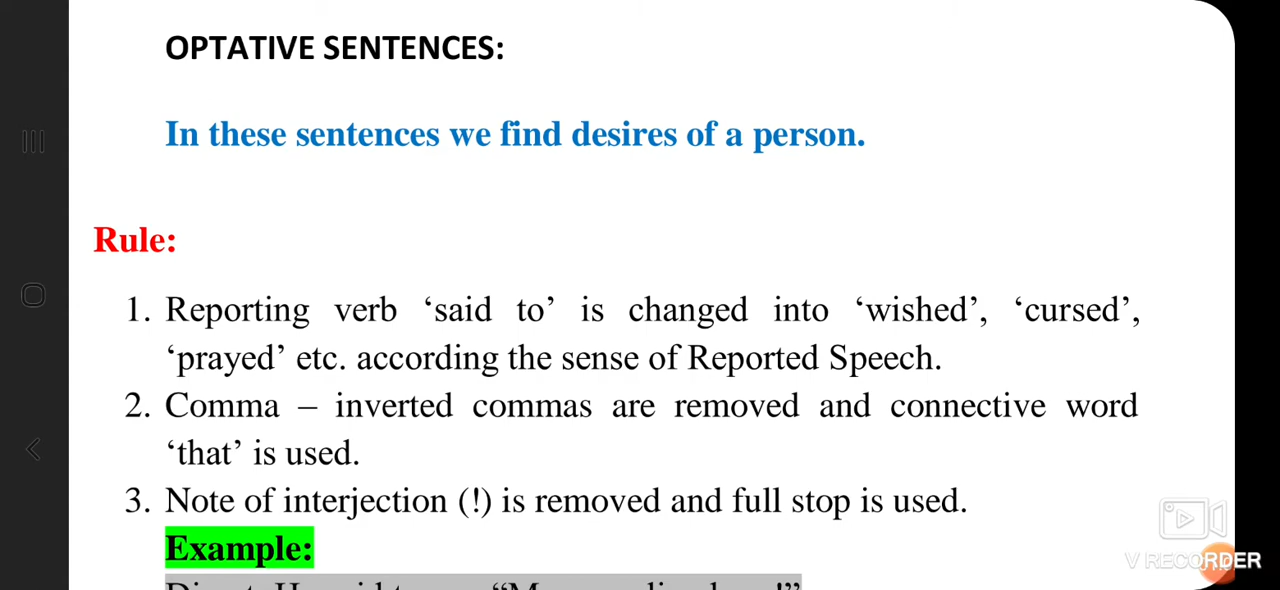 OPTATIVE SENTENCES:
In these sentences we find desires of a person.
Rule:
1. Reporting verb ‘said to’ is changed into ‘wished’, ‘cursed’,
‘prayed’ etc. according the sense of Reported Speech.
2. Comma – inverted commas are removed and connective word
‘that’ is used.
3. Note of interjection (!) is removed and full stop is used.
Example:
V RECORDER